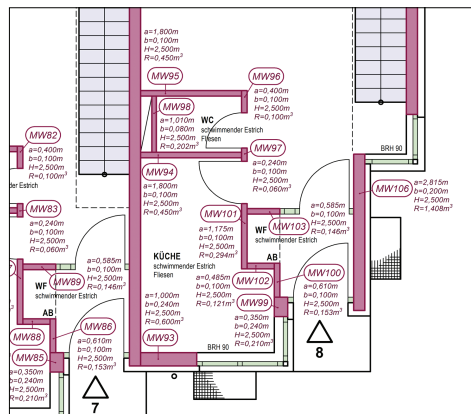 a=1,800m
b=0,100m
H=2,500m
R=0,450m³
MW95
MW96
a=0,400m
b=0,100m
H=2,500m
R=0,100m³
MW98
a=1,010m
b=0,080m
H=2,500m
R=0,202m³
WC
schwimmender Estrich
Fliesen
MW82
a=0,400m
b=0,100m
H=2,500m
R=0,100m³
der Estrich
MW97
a=0,240m
b=0,100m
H=2,500m
R=0,060m³
BRH 90
MW94
a=1,800m
b=0,100m
H=2,500m
R=0,450m³
MW106
a=2,815m
b=0,200m
H=2,500m
R=1,408m³
MW83
a=0,240m
b=0,100m
H=2,500m
R=0,060m³
MW101
a=1,175m
b=0,100m
H=2,500m
R=0,294m³
MW103
a=0,585m
b=0,100m
H=2,500m
R=0,146m³
WF
schwimmender Estrich
KÜCHE
schwimmender Estrich
Fliesen
AB
MW89
a=0,585m
b=0,100m
H=2,500m
R=0,146m³
WF
schwimmender Estrich
AB
MW102
a=0,485m
b=0,100m
H=2,500m
R=0,121m³
MW100
a=0,610m
b=0,100m
H=2,500m
R=0,153m³
MW99
a=0,350m
b=0,240m
H=2,500m
R=0,210m³
a=1,000m
b=0,240m
H=2,500m
R=0,600m³
MW93
MW88
MW86
a=0,610m
b=0,100m
H=2,500m
R=0,153m³
MW85
a=0,350m
b=0,240m
H=2,500m
R=0,210m³
BRH 90
7
8